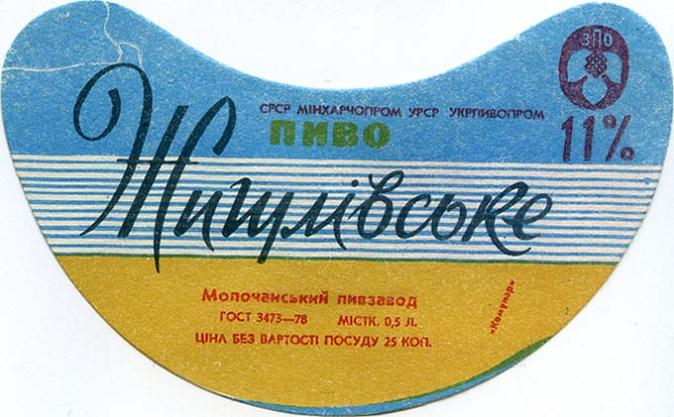 ЗПО
СРСР МІНХАРЧОПРОМ УРСР УКРПИВОПРОМ
ПИВО
11%
Жигулівське
Молочанський пивзавод
ГОСТ 3473—78 МІСТК. 0,5 Л.
ЦІНА БЕЗ ВАРТОСТІ ПОСУДУ 25 КОП.
«Комунар»